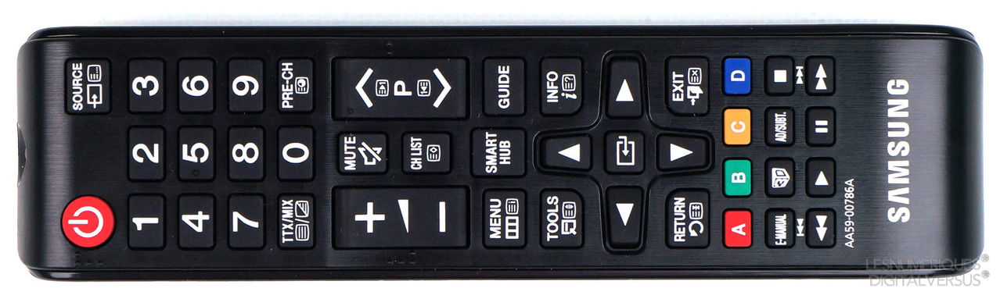 SOURCE
1 2 3
4 5 6
7 8 9
TTX/MIX 0 PRE-CH
MUTE
+
−
P
CH LIST
MENU SMART
HUB GUIDE
TOOLS INFO
i
RETURN EXIT
A B C D
E-MANUAL 3D AD/SUBT.
AA59-00786A
SAMSUNG
LESNUMERIQUES®
DIGITALVERSUS®